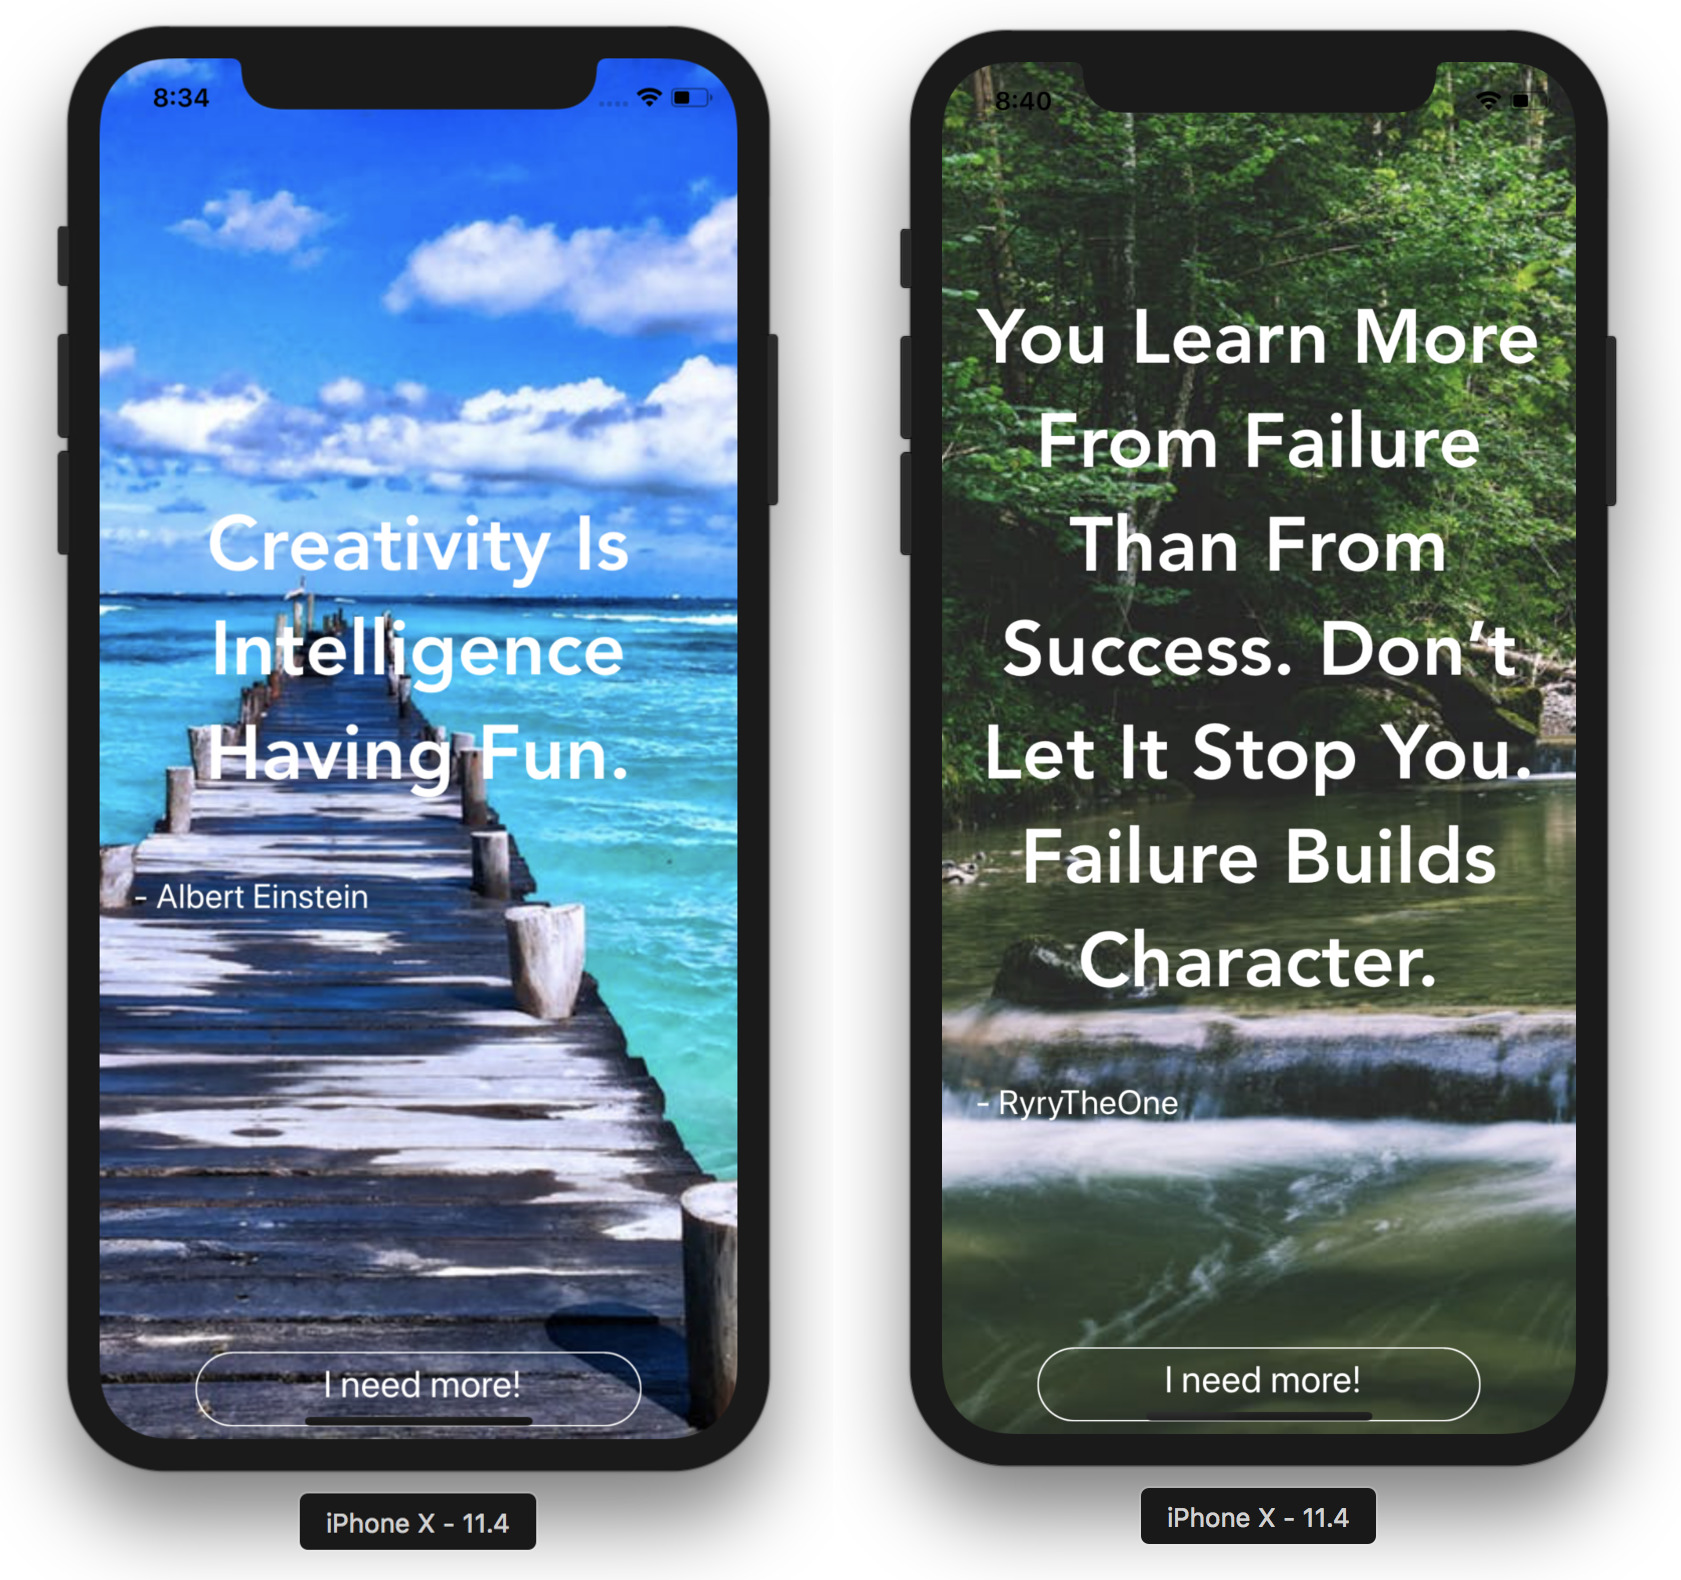 8:34
Creativity Is
Intelligence
Having Fun.
- Albert Einstein
I need more!
iPhone X - 11.4
8:40
You Learn More
From Failure
Than From
Success. Don’t
Let It Stop You.
Failure Builds
Character.
- RyryTheOne
I need more!
iPhone X - 11.4